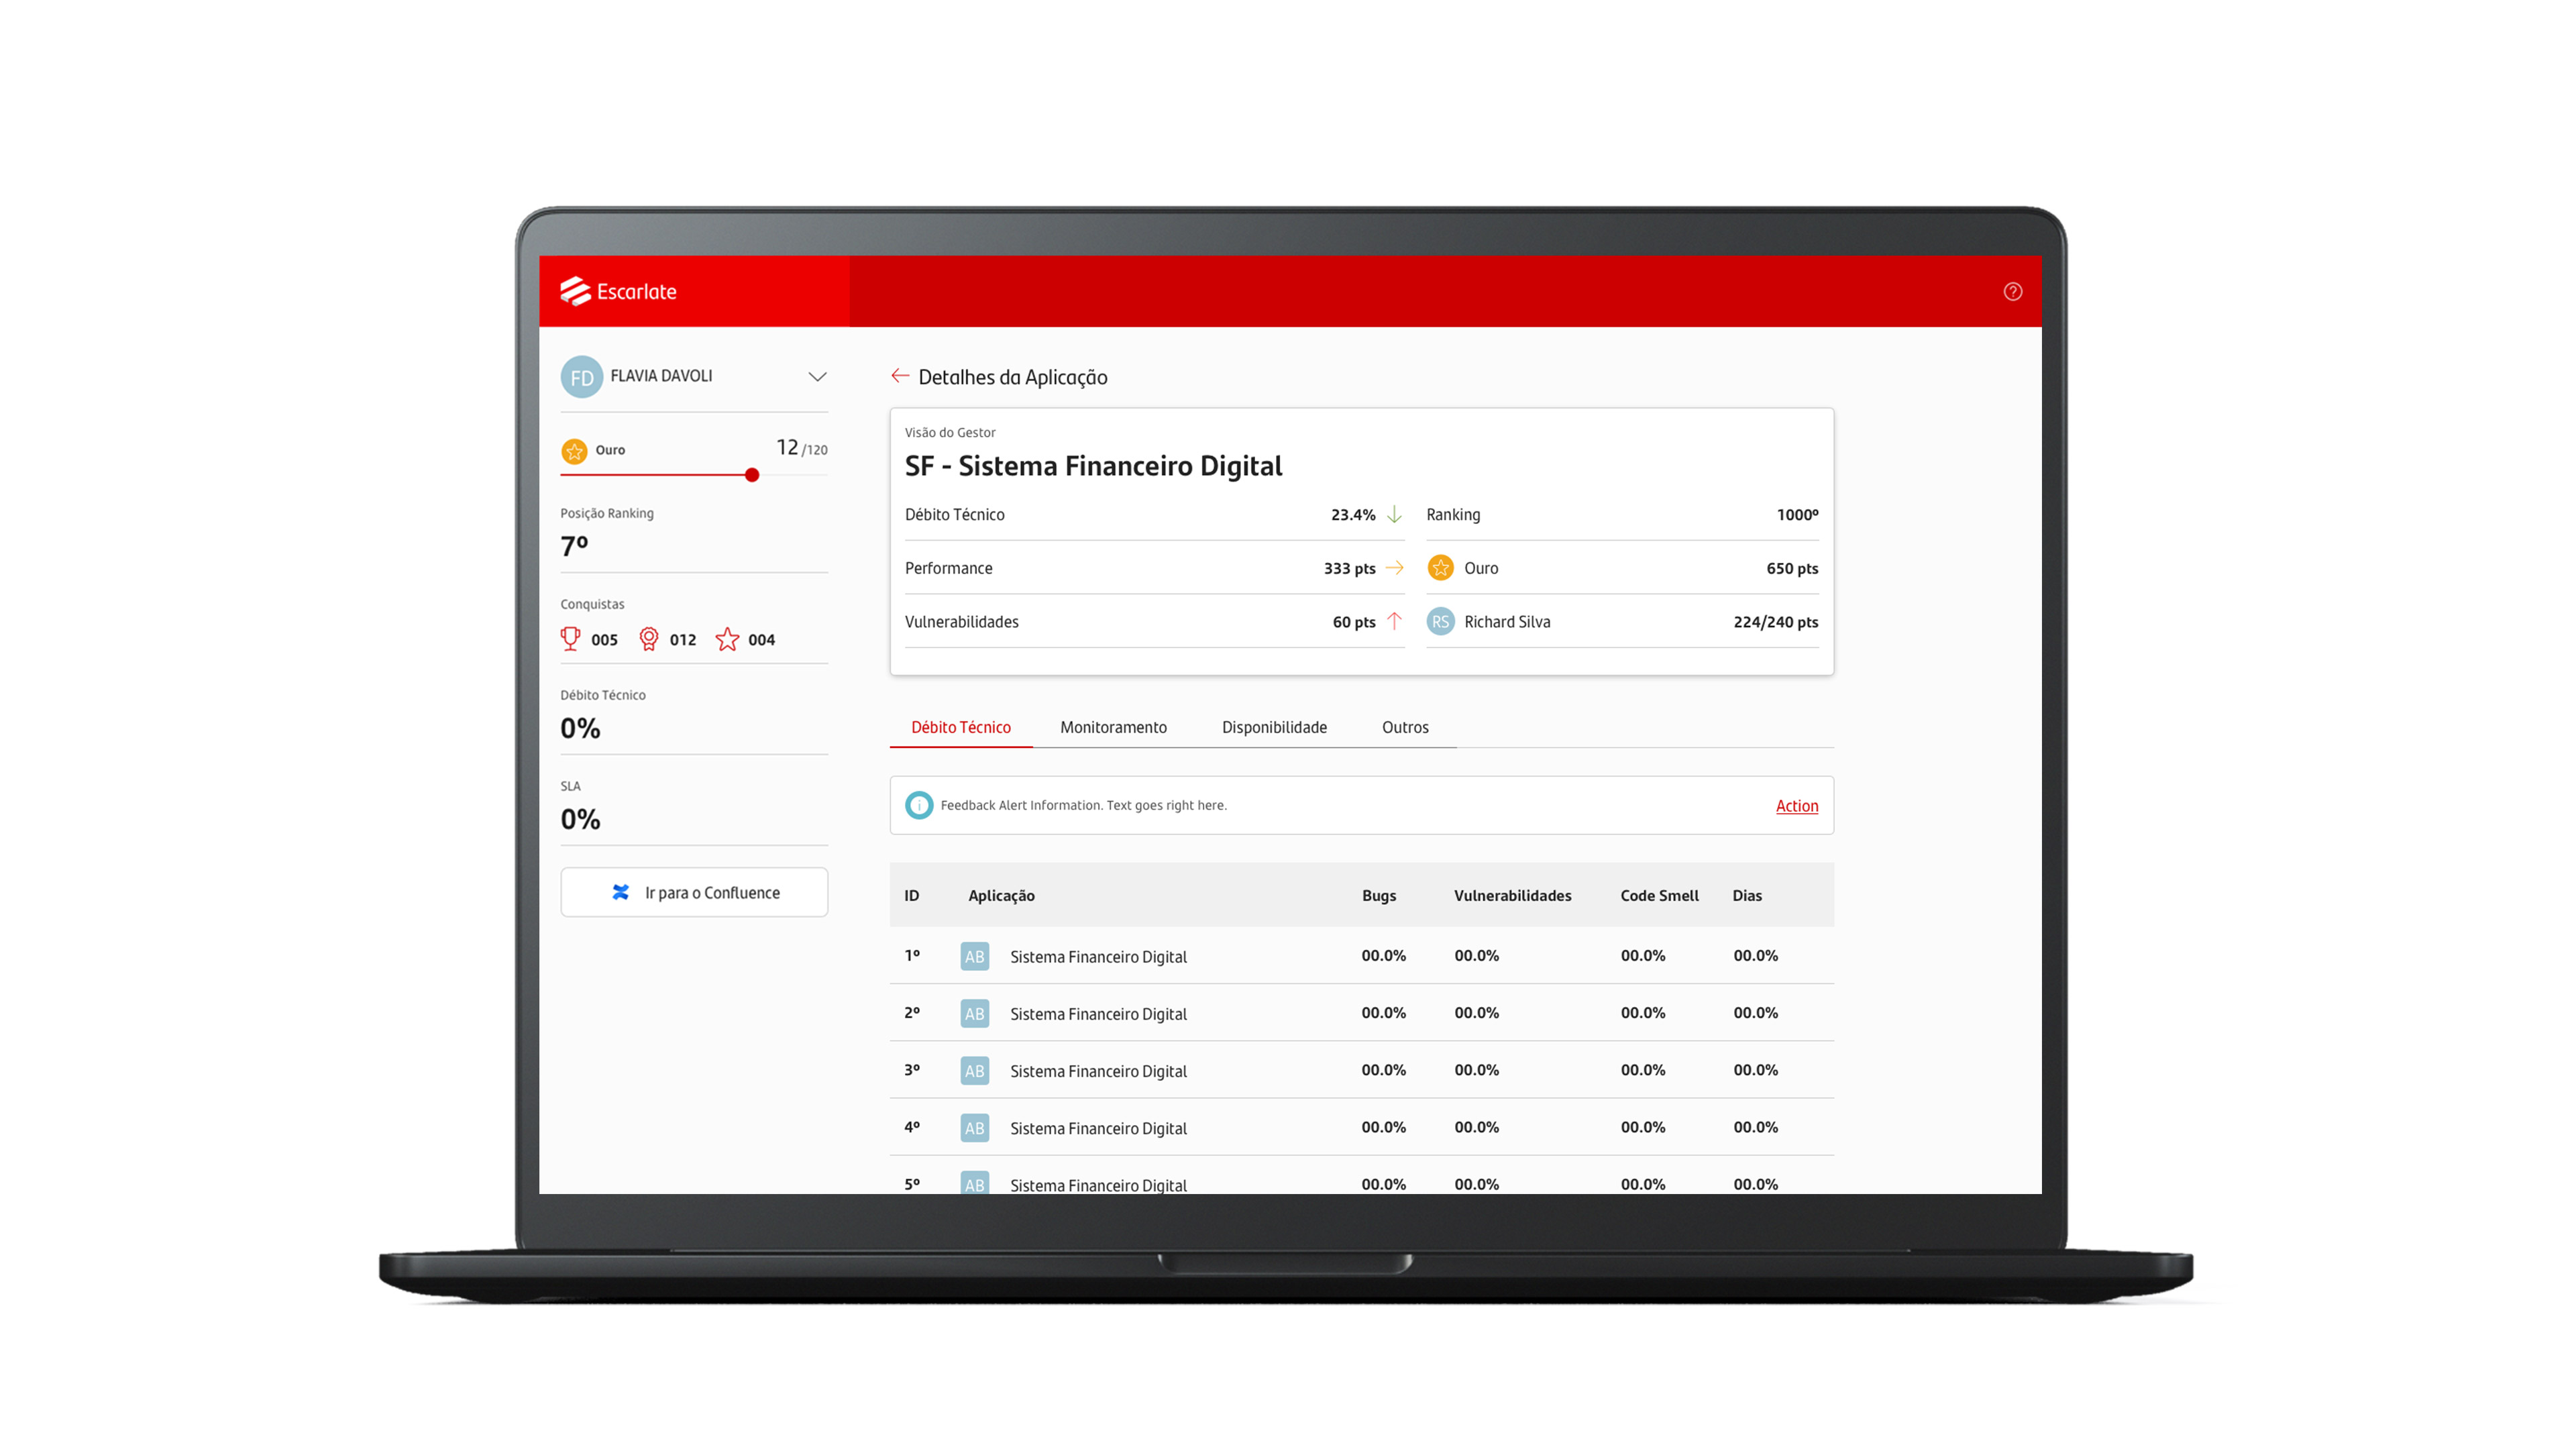 Escarlate
FD FLAVIA DAVOLI
Ouro 12/120
Posição Ranking
7º
Conquistas
005 012 004
Débito Técnico
0%
SLA
0%
Ir para o Confluence
Detalhes da Aplicação
Visão do Gestor
SF - Sistema Financeiro Digital
Débito Técnico 23.4% Ranking 1000º
Performance 333 pts Ouro 650 pts
Vulnerabilidades 60 pts RS Richard Silva 224/240 pts
Débito Técnico Monitoramento Disponibilidade Outros
Feedback Alert Information. Text goes right here. Action
ID Aplicação Bugs Vulnerabilidades Code Smell Dias
1º AB Sistema Financeiro Digital 00.0% 00.0% 00.0% 00.0%
2º AB Sistema Financeiro Digital 00.0% 00.0% 00.0% 00.0%
3º AB Sistema Financeiro Digital 00.0% 00.0% 00.0% 00.0%
4º AB Sistema Financeiro Digital 00.0% 00.0% 00.0% 00.0%
5º AB Sistema Financeiro Digital 00.0% 00.0% 00.0% 00.0%